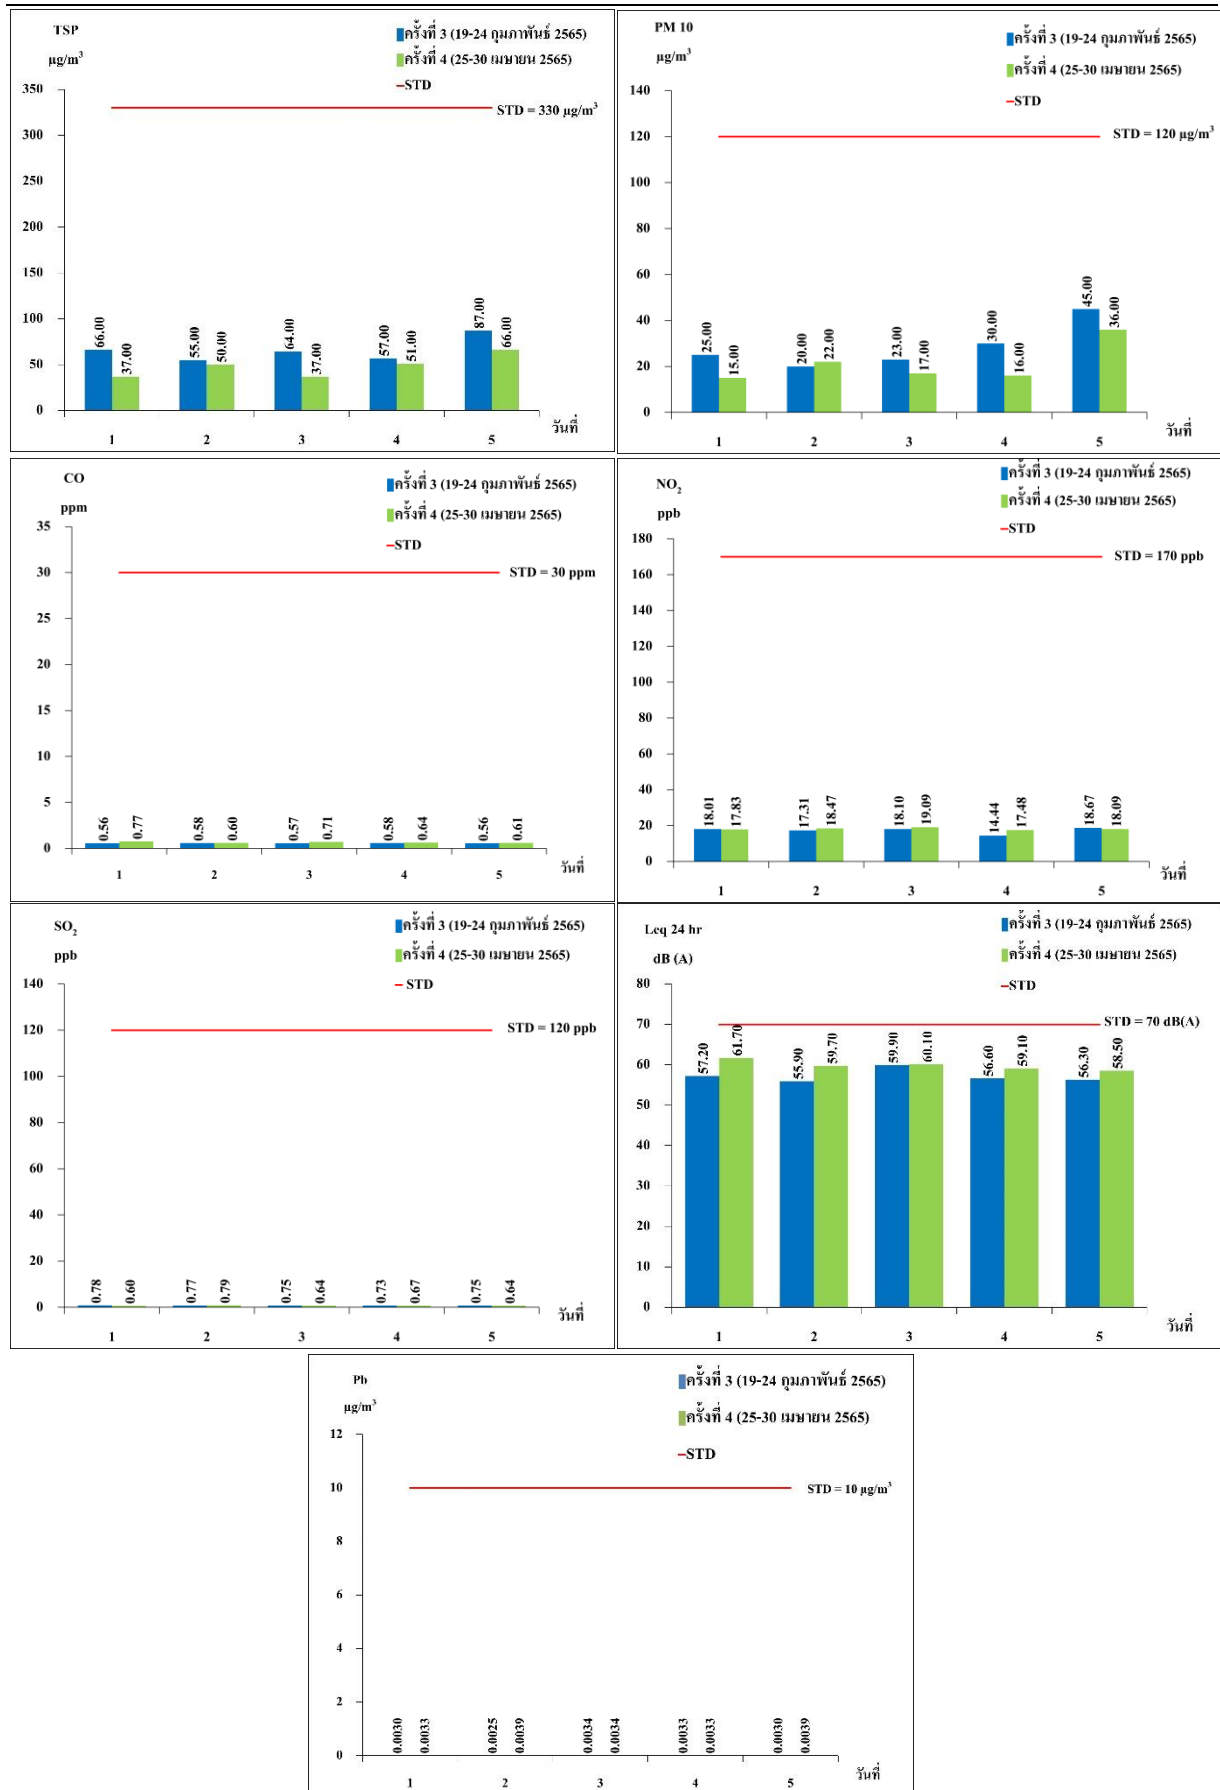 TSP
µg/m³
ครั้งที่ 3 (19-24 กุมภาพันธ์ 2565)
ครั้งที่ 4 (25-30 เมษายน 2565)
STD
350
300
250
200
150
100
50
0
STD = 330 µg/m³
66.00 37.00 55.00 50.00 64.00 37.00 57.00 51.00 87.00 66.00
1 2 3 4 5
วันที่
PM 10
µg/m³
ครั้งที่ 3 (19-24 กุมภาพันธ์ 2565)
ครั้งที่ 4 (25-30 เมษายน 2565)
STD
140
120
100
80
60
40
20
0
STD = 120 µg/m³
25.00 15.00 20.00 22.00 23.00 17.00 30.00 16.00 45.00 36.00
1 2 3 4 5
วันที่
CO
ppm
ครั้งที่ 3 (19-24 กุมภาพันธ์ 2565)
ครั้งที่ 4 (25-30 เมษายน 2565)
STD
35
30
25
20
15
10
5
0
STD = 30 ppm
0.56 0.77 0.58 0.60 0.57 0.71 0.58 0.64 0.56 0.61
1 2 3 4 5
วันที่
NO₂
ppb
ครั้งที่ 3 (19-24 กุมภาพันธ์ 2565)
ครั้งที่ 4 (25-30 เมษายน 2565)
STD
180
160
140
120
100
80
60
40
20
0
STD = 170 ppb
18.01 17.83 17.31 18.47 18.10 19.09 14.44 17.48 18.67 18.09
1 2 3 4 5
วันที่
SO₂
ppb
ครั้งที่ 3 (19-24 กุมภาพันธ์ 2565)
ครั้งที่ 4 (25-30 เมษายน 2565)
STD
140
120
100
80
60
40
20
0
STD = 120 ppb
0.78 0.60 0.77 0.79 0.75 0.64 0.73 0.67 0.75 0.64
1 2 3 4 5
วันที่
Leq 24 hr
dB (A)
ครั้งที่ 3 (19-24 กุมภาพันธ์ 2565)
ครั้งที่ 4 (25-30 เมษายน 2565)
STD
80
70
60
50
40
30
20
10
0
STD = 70 dB(A)
57.20 61.70 55.90 59.70 59.90 60.10 56.60 59.10 56.30 58.50
1 2 3 4 5
วันที่
Pb
µg/m³
ครั้งที่ 3 (19-24 กุมภาพันธ์ 2565)
ครั้งที่ 4 (25-30 เมษายน 2565)
STD
12
10
8
6
4
2
0
STD = 10 µg/m³
0.0030 0.0033 0.0025 0.0039 0.0034 0.0034 0.0033 0.0033 0.0030 0.0039
1 2 3 4 5
วันที่